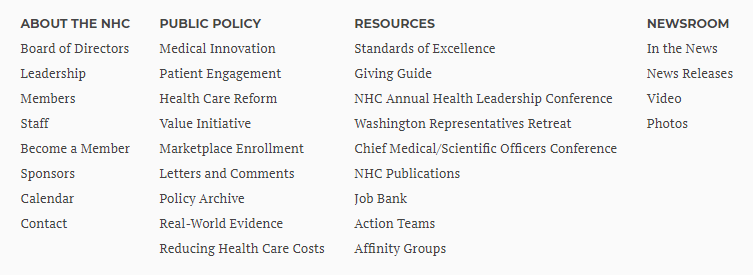 ABOUT THE NHC
Board of Directors
Leadership
Members
Staff
Become a Member
Sponsors
Calendar
Contact
PUBLIC POLICY
Medical Innovation
Patient Engagement
Health Care Reform
Value Initiative
Marketplace Enrollment
Letters and Comments
Policy Archive
Real-World Evidence
Reducing Health Care Costs
RESOURCES
Standards of Excellence
Giving Guide
NHC Annual Health Leadership Conference
Washington Representatives Retreat
Chief Medical/Scientific Officers Conference
NHC Publications
Job Bank
Action Teams
Affinity Groups
NEWSROOM
In the News
News Releases
Video
Photos